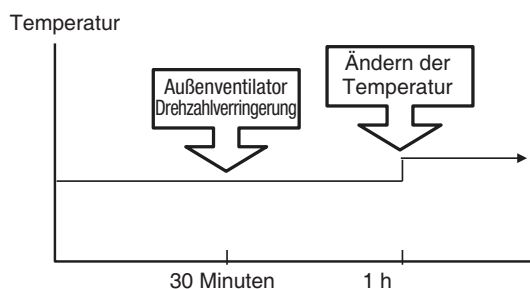 Temperatur
Außenventilator
Drehzahlverringerung
Ändern der
Temperatur
30 Minuten
1 h